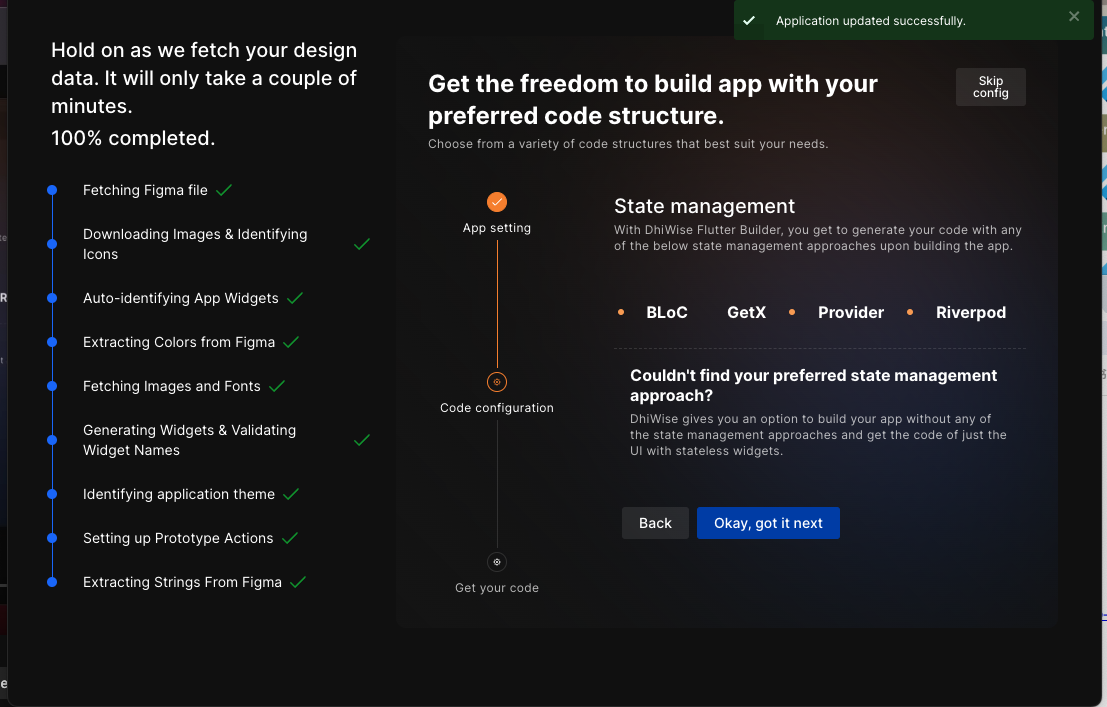 Application updated successfully.
Hold on as we fetch your design
data. It will only take a couple of
minutes.
100% completed.
Fetching Figma file
Downloading Images & Identifying
Icons
Auto-identifying App Widgets
Extracting Colors from Figma
Fetching Images and Fonts
Generating Widgets & Validating
Widget Names
Identifying application theme
Setting up Prototype Actions
Extracting Strings From Figma
Get the freedom to build app with your
preferred code structure.
Choose from a variety of code structures that best suit your needs.
Skip
config
App setting
Code configuration
Get your code
State management
With DhiWise Flutter Builder, you get to generate your code with any
of the below state management approaches upon building the app.
BLoC GetX Provider Riverpod
Couldn't find your preferred state management
approach?
DhiWise gives you an option to build your app without any of
the state management approaches and get the code of just the
UI with stateless widgets.
Back Okay, got it next